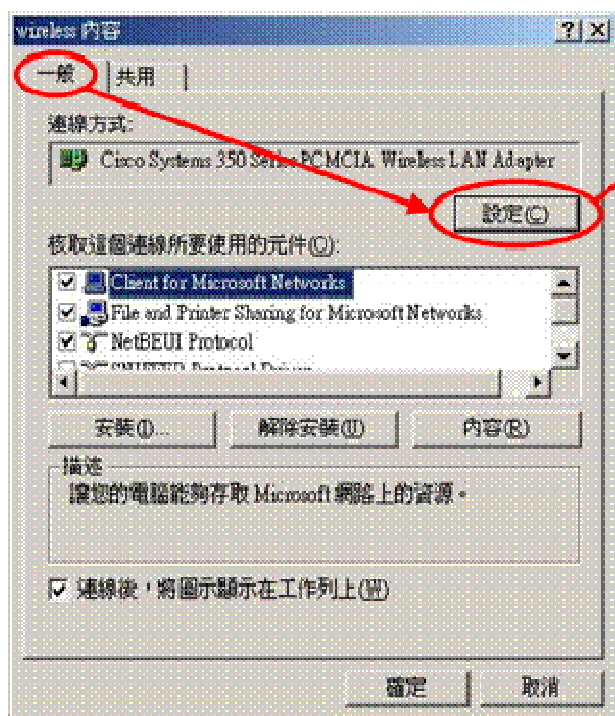 wireless 內容
一般 共用
連線方式:
Cisco Systems 350 Series PCMCIA Wireless LAN Adapter
設定(C)
核取這個連線所要使用的元件(O):
Client for Microsoft Networks
File and Printer Sharing for Microsoft Networks
NetBEUI Protocol
安裝(I)... 解除安裝(U) 內容(R)
描述
讓您的電腦能夠存取 Microsoft 網路上的資源。
連線後，將圖示顯示在工作列上(W)
確定 取消